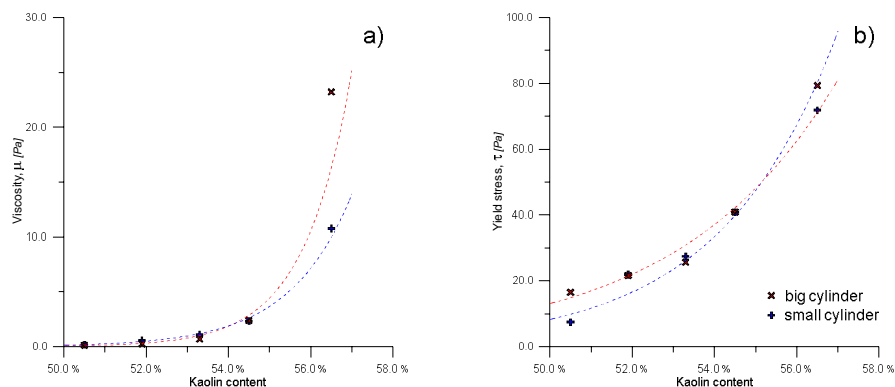 a)
30.0
20.0
10.0
0.0
Viscosity, μ [Pa]
50.0 % 52.0 % 54.0 % 56.0 % 58.0 %
Kaolin content
b)
100.0
80.0
60.0
40.0
20.0
0.0
Yield stress, τ [Pa]
big cylinder
small cylinder
50.0 % 52.0 % 54.0 % 56.0 % 58.0 %
Kaolin content